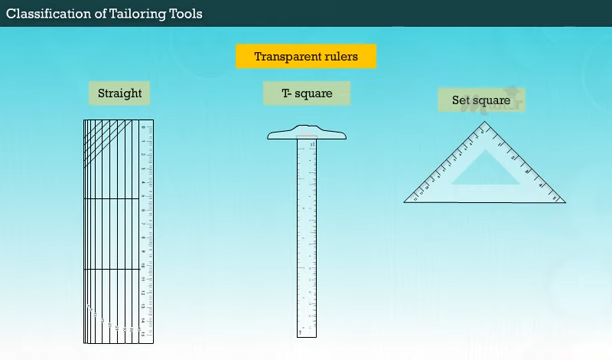 Classification of Tailoring Tools
Transparent rulers
Straight
T- square
Set square